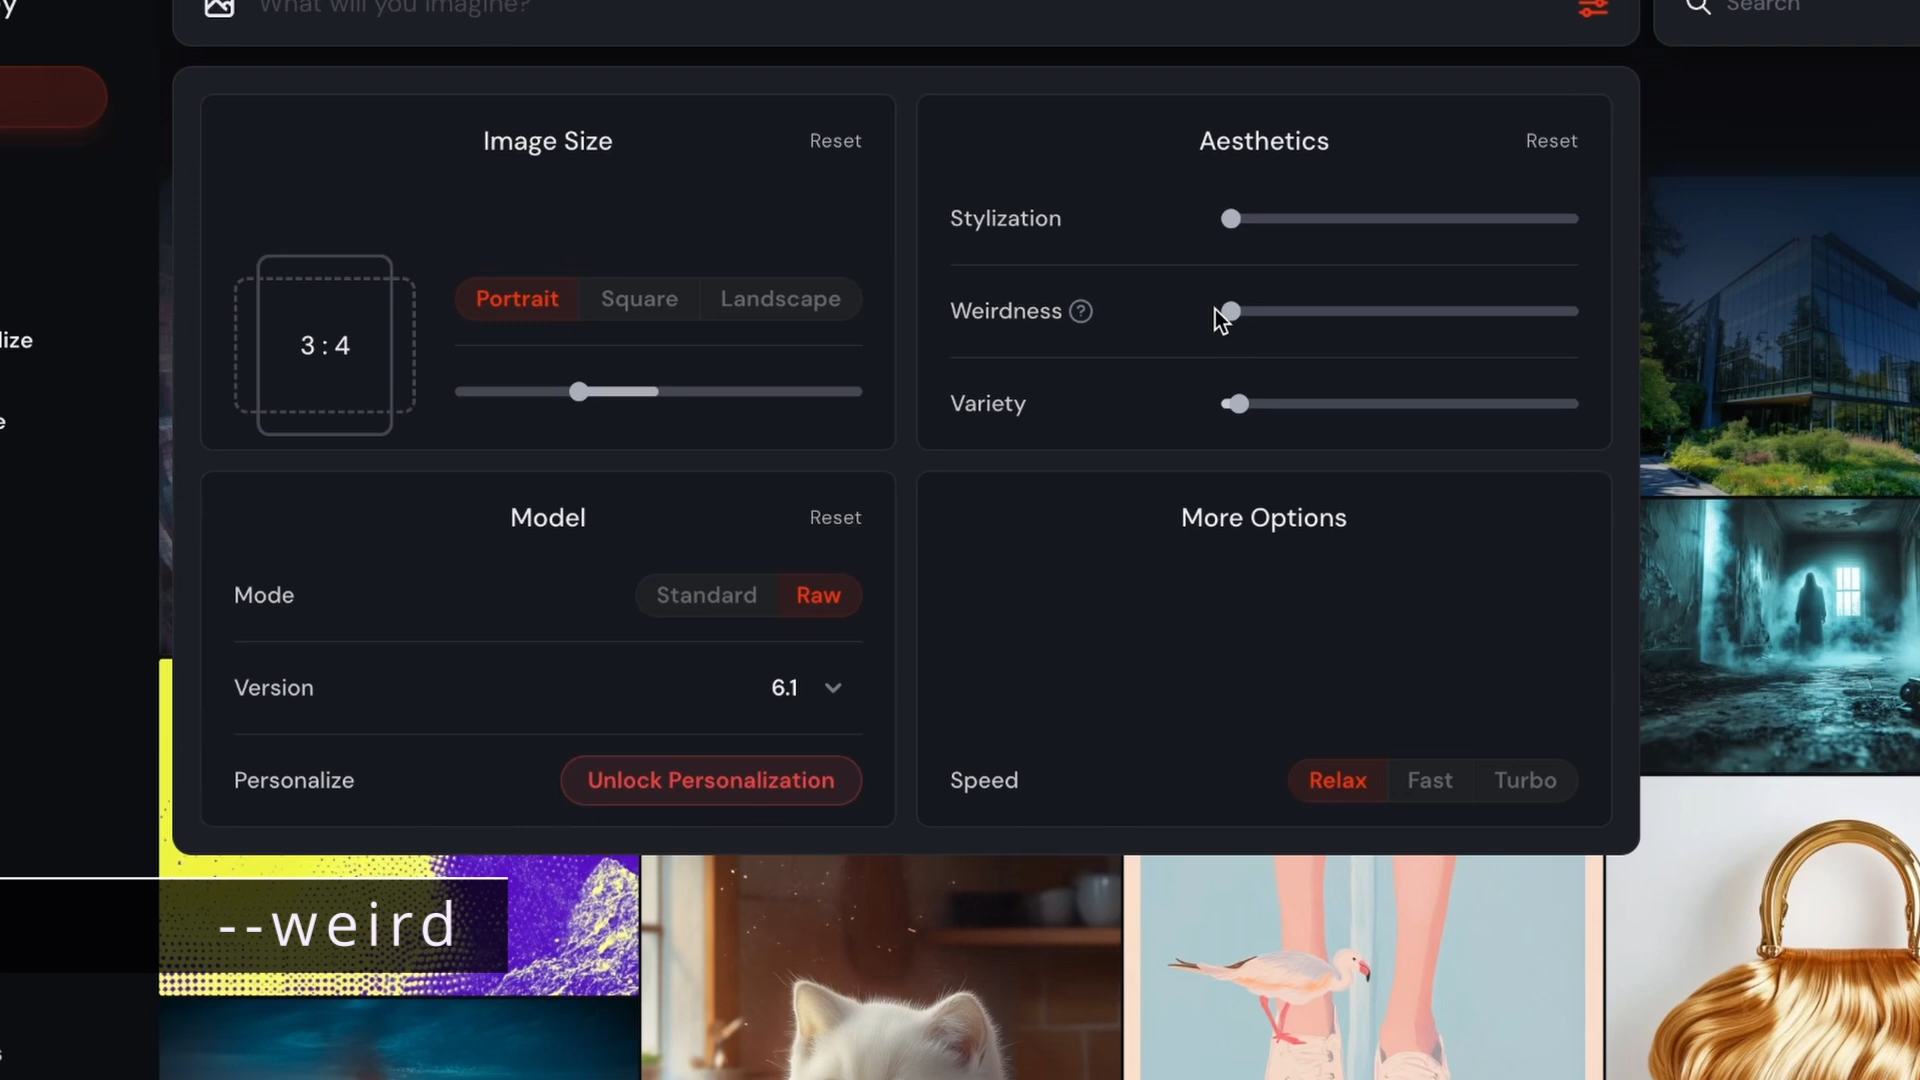 What will you imagine?
Search
Image Size
Reset
3 : 4
Portrait
Square
Landscape
Aesthetics
Reset
Stylization
Weirdness ?
Variety
Model
Reset
Mode
Standard
Raw
Version
6.1
Personalize
Unlock Personalization
More Options
Speed
Relax
Fast
Turbo
--weird